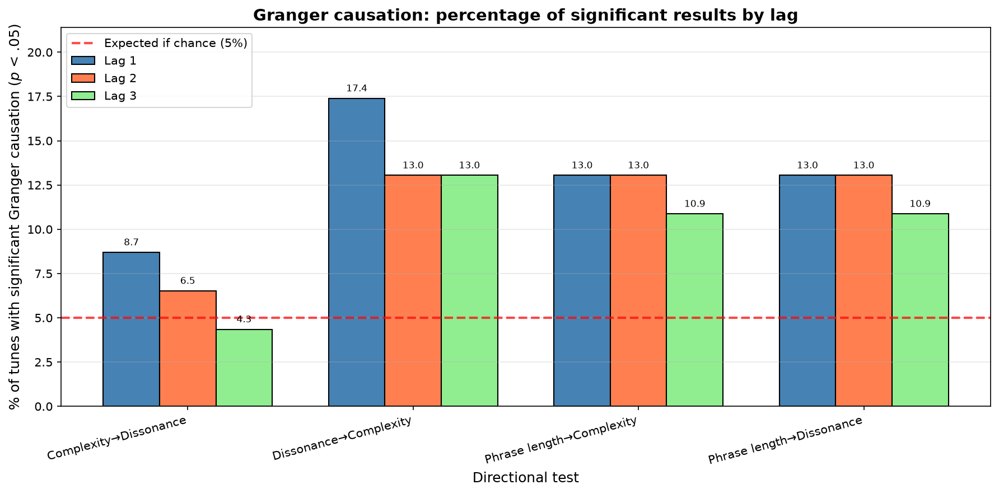 Granger causation: percentage of significant results by lag
% of tunes with significant Granger causation (p < .05)
20.0
17.5
15.0
12.5
10.0
7.5
5.0
2.5
0.0
Expected if chance (5%)
Lag 1
Lag 2
Lag 3
8.7
6.5
4.3
17.4
13.0
13.0
13.0
13.0
10.9
13.0
13.0
10.9
Complexity→Dissonance
Dissonance→Complexity
Phrase length→Complexity
Phrase length→Dissonance
Directional test